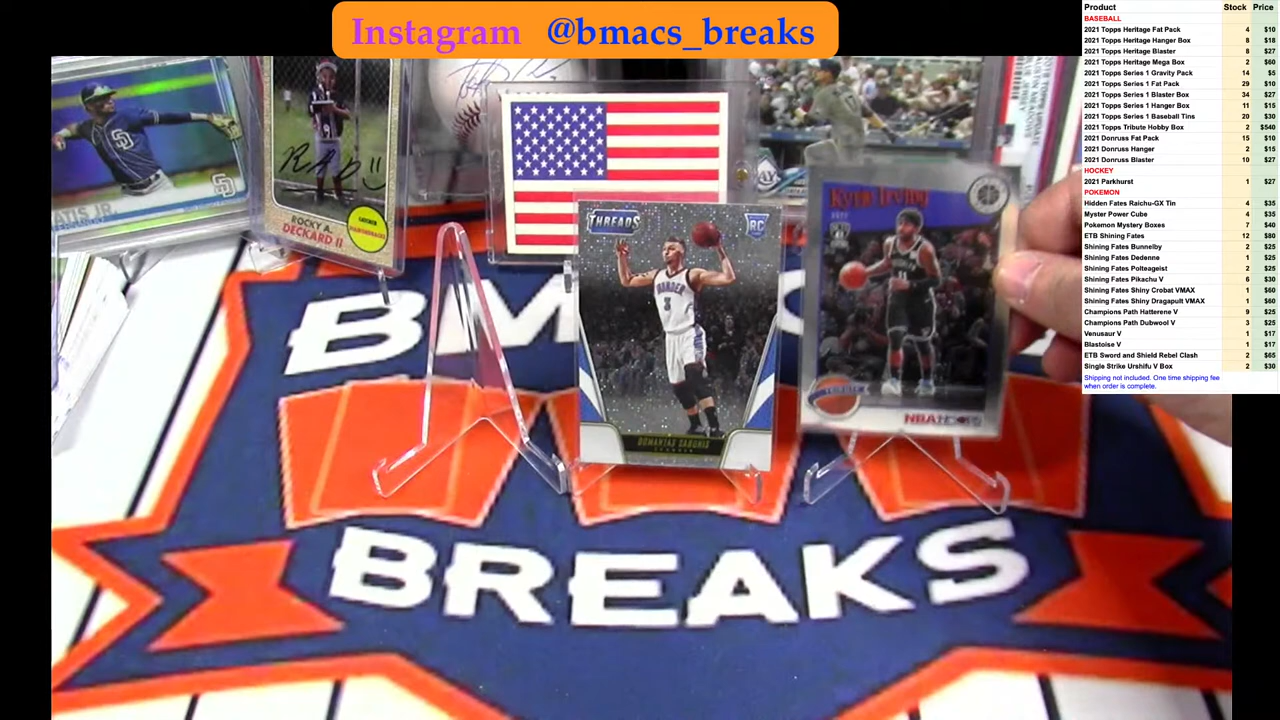 Instagram @bmacs_breaks
Product Stock Price
BASEBALL
2021 Topps Heritage Fat Pack 4 $10
2021 Topps Heritage Hanger Box 8 $18
2021 Topps Heritage Blaster 8 $27
2021 Topps Heritage Mega Box 2 $60
2021 Topps Series 1 Gravity Pack 14 $5
2021 Topps Series 1 Fat Pack 29 $10
2021 Topps Series 1 Blaster Box 34 $27
2021 Topps Series 1 Hanger Box 11 $15
2021 Topps Series 1 Baseball Tins 20 $30
2021 Topps Tribute Hobby Box 2 $540
2021 Donruss Fat Pack 15 $10
2021 Donruss Hanger 2 $15
2021 Donruss Blaster 10 $27
HOCKEY
2021 Parkhurst 1 $27
POKEMON
Hidden Fates Raichu-GX Tin 4 $35
Myster Power Cube 4 $35
Pokemon Mystery Boxes 7 $40
ETB Shining Fates 12 $80
Shining Fates Bunnelby 2 $25
Shining Fates Dedenne 1 $25
Shining Fates Polteageist 2 $25
Shining Fates Pikachu V 6 $30
Shining Fates Shiny Crobat VMAX 1 $60
Shining Fates Shiny Dragapult VMAX 1 $60
Champions Path Hatterene V 9 $25
Champions Path Dubwool V 3 $25
Venusaur V 1 $17
Blastoise V 1 $17
ETB Sword and Shield Rebel Clash 2 $65
Single Strike Urshifu V Box 2 $30
Shipping not included. One time shipping fee
when order is complete.
SD
ROCKY A.
DECKARD II
THREADS
RC
THUNDER
3
DOMANTAS SABONIS
Kyrie Irving
11
NBA HOOPS
BREAKS